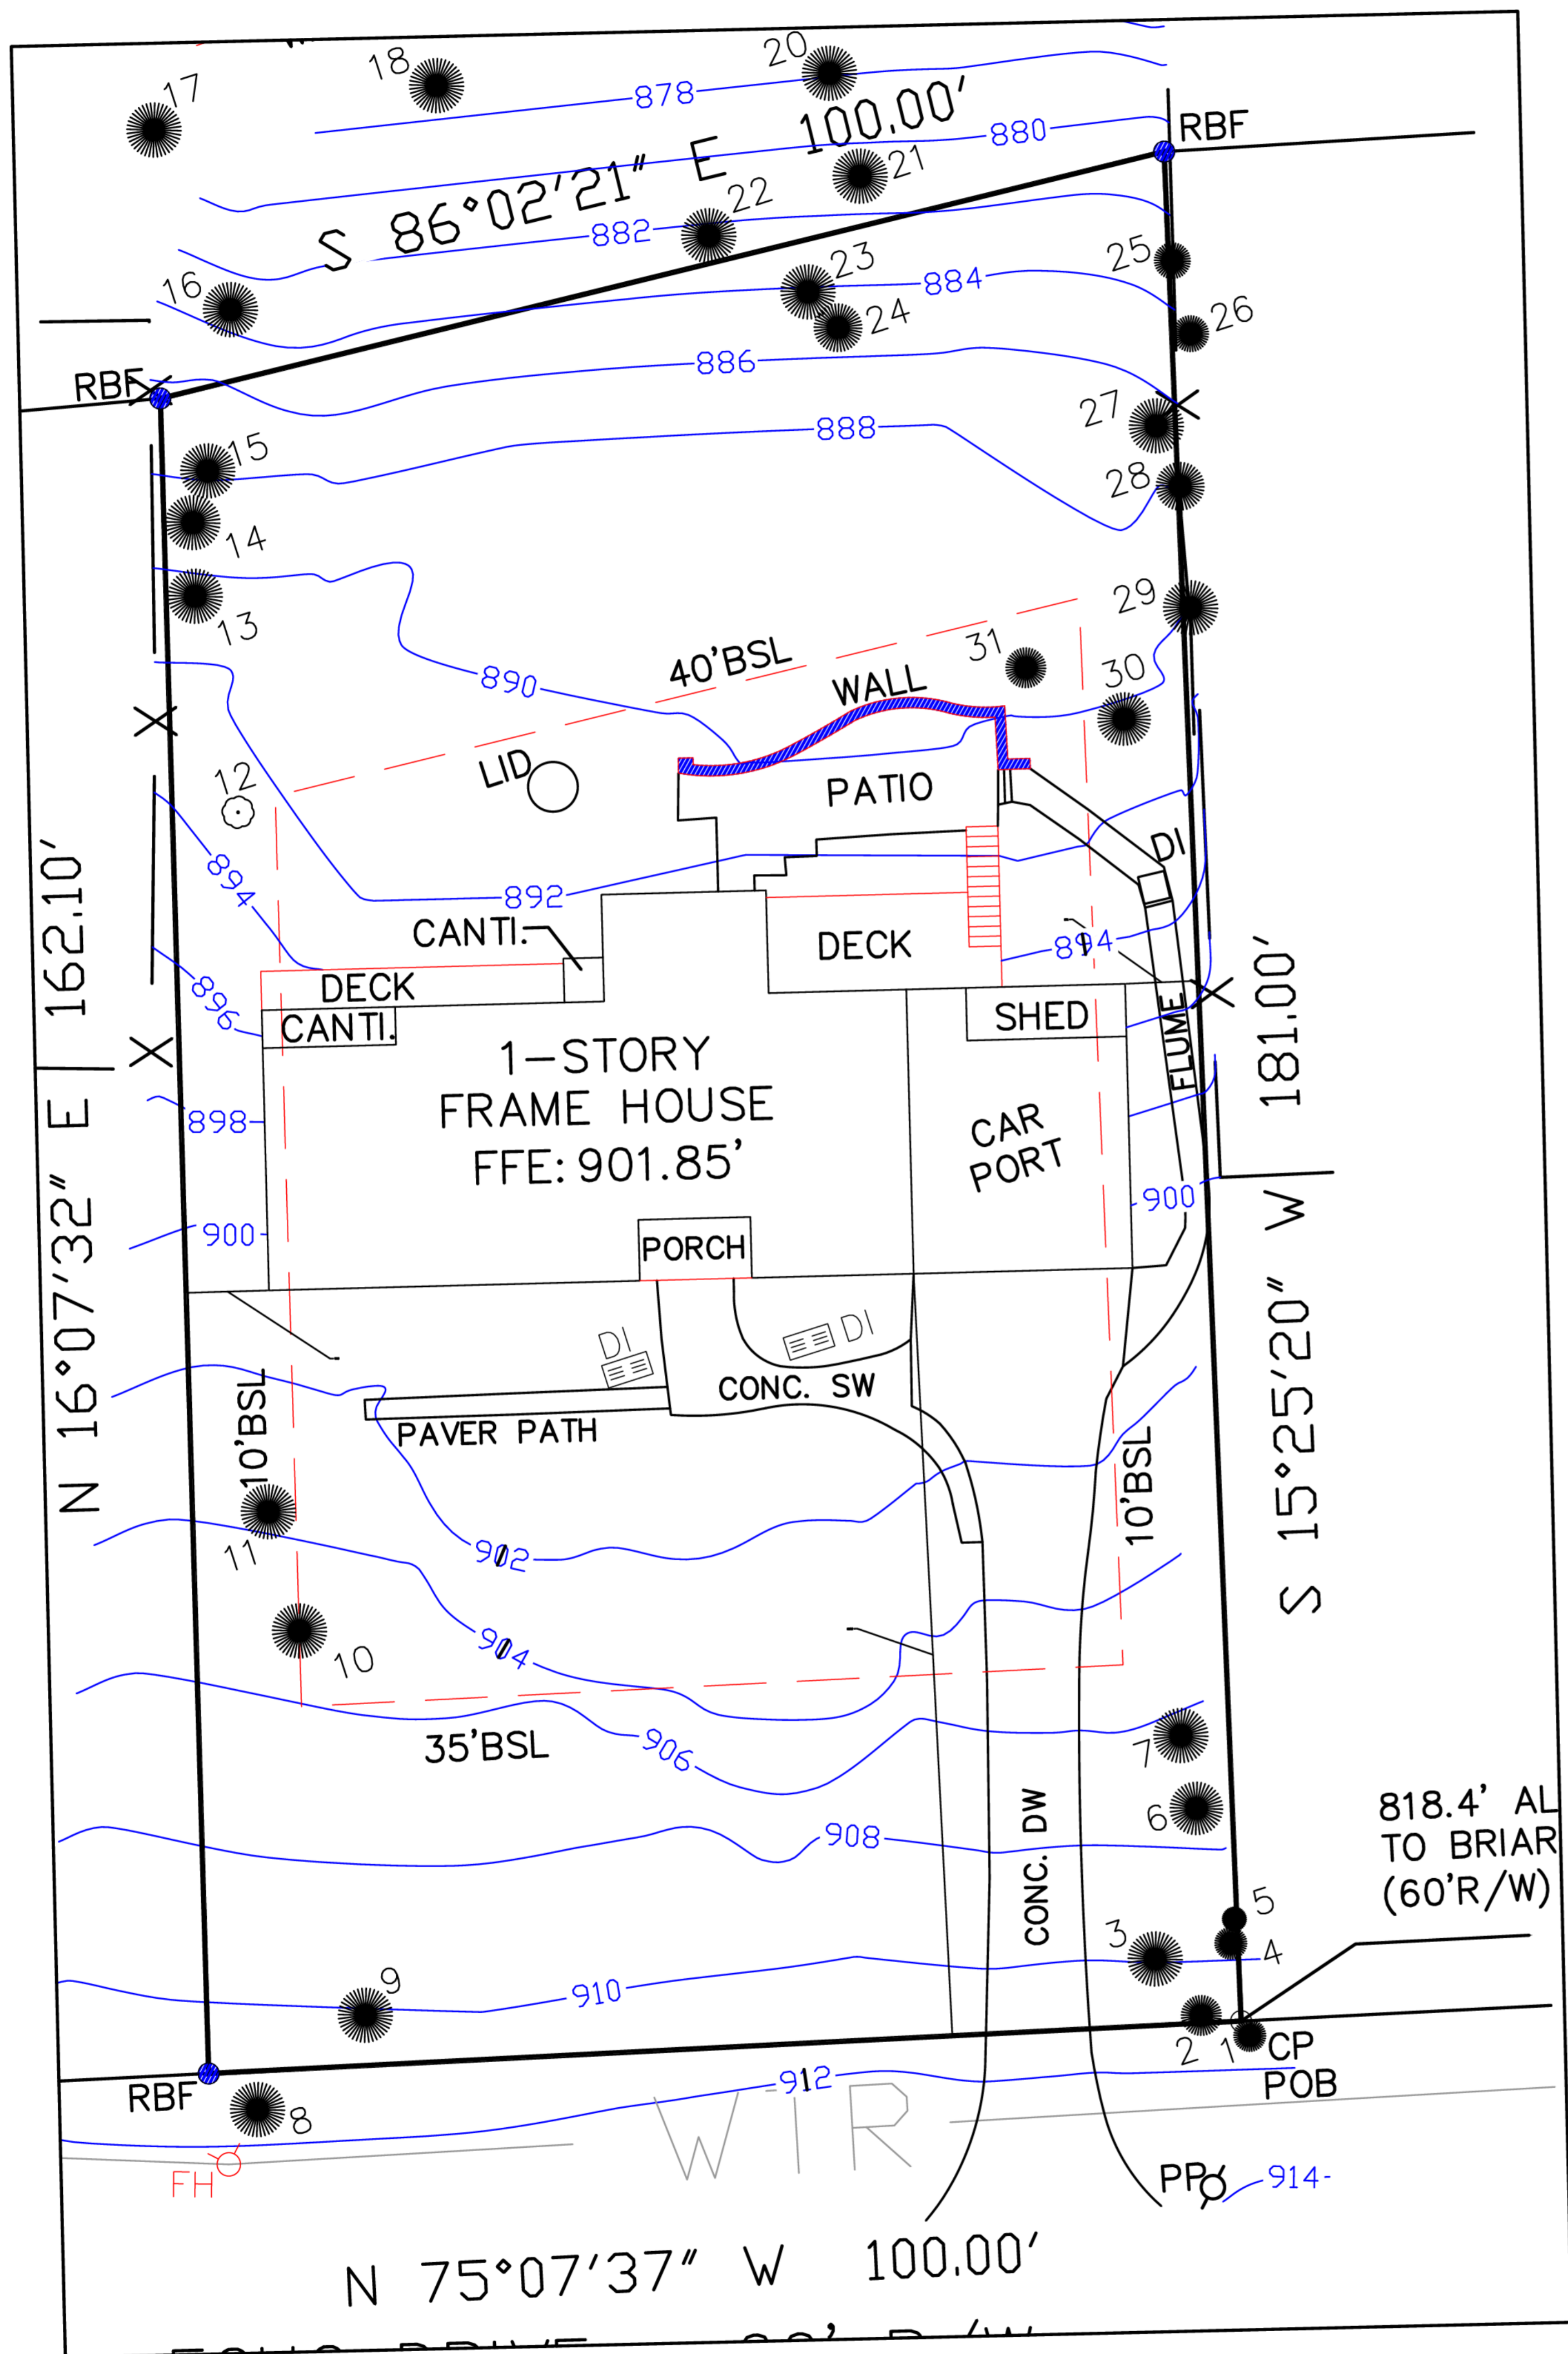 17
18
20
878
S 86°02'21" E 100.00'
880
RBF
21
22
882
25
23
884
16
24
26
886
RBF
27
888
15
28
14
29
13
31
30
890
40'BSL
WALL
LID
12
PATIO
DI
894
892
CANTI.
DECK
894
896
DECK
CANTI.
SHED
FLUME
N 16°07'32" E 162.10'
1-STORY
FRAME HOUSE
FFE: 901.85'
CAR
PORT
898
900
900
S 15°25'20" W 181.00'
PORCH
DI
DI
CONC. SW
PAVER PATH
10'BSL
10'BSL
11
902
904
10
35'BSL
906
7
6
908
CONC. DW
818.4' AL
TO BRIAR
(60'R/W)
5
3
4
9
910
2
1
CP
POB
RBF
912
8
WTR
FH
PP
914
N 75°07'37" W 100.00'